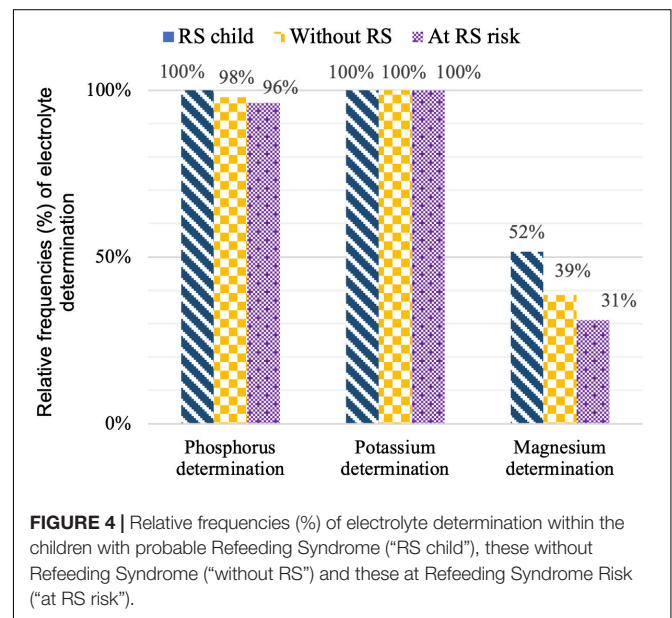 RS child Without RS At RS risk
100% 98% 96% 100% 100% 100%
100%
52%
50%
39%
31%
0%
Relative frequencies (%) of electrolyte
determination
Phosphorus Potassium Magnesium
determination determination determination
FIGURE 4 | Relative frequencies (%) of electrolyte determination within the
children with probable Refeeding Syndrome (“RS child”), these without
Refeeding Syndrome (“without RS”) and these at Refeeding Syndrome Risk
(“at RS risk”).